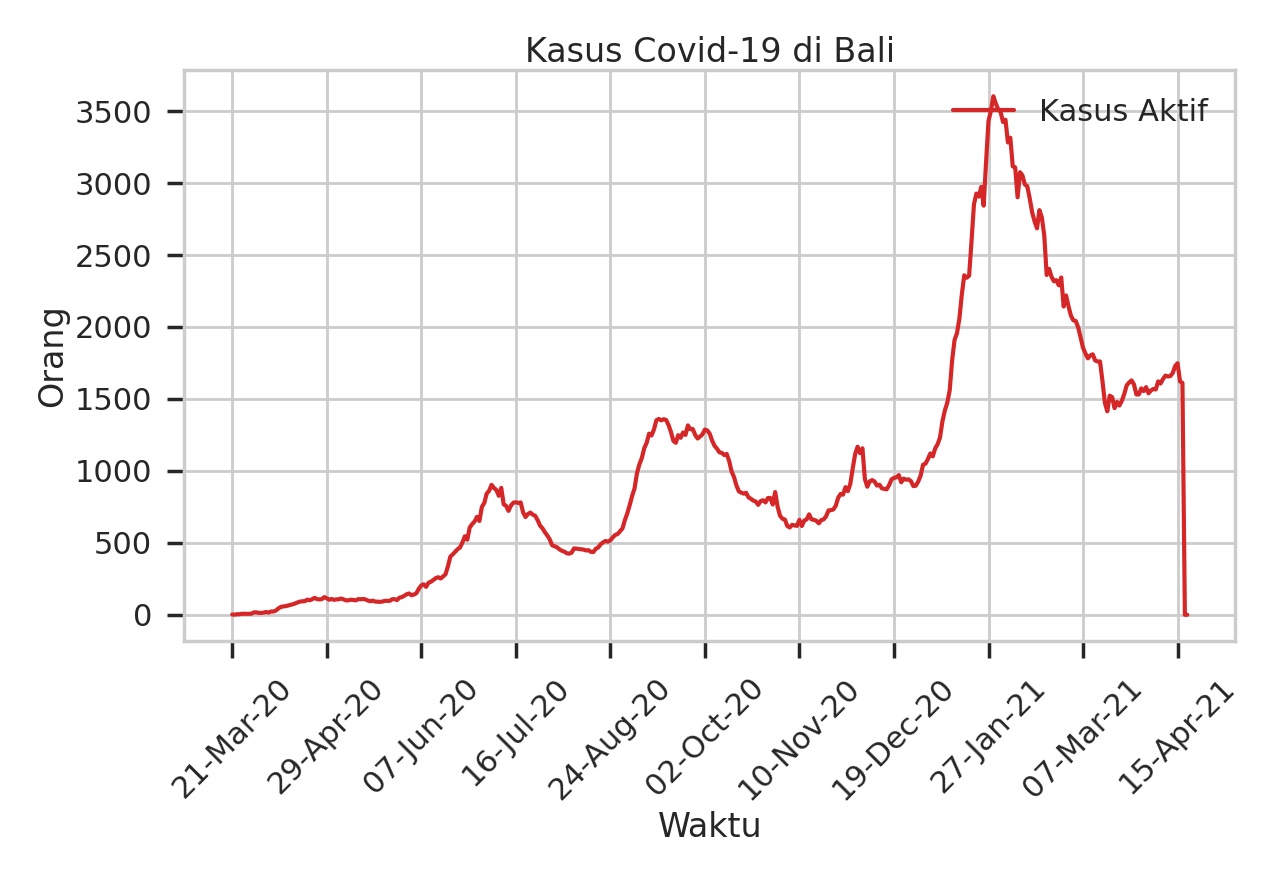 Kasus Covid-19 di Bali
Kasus Aktif
Orang
3500
3000
2500
2000
1500
1000
500
0
21-Mar-20
29-Apr-20
07-Jun-20
16-Jul-20
24-Aug-20
02-Oct-20
10-Nov-20
19-Dec-20
27-Jan-21
07-Mar-21
15-Apr-21
Waktu